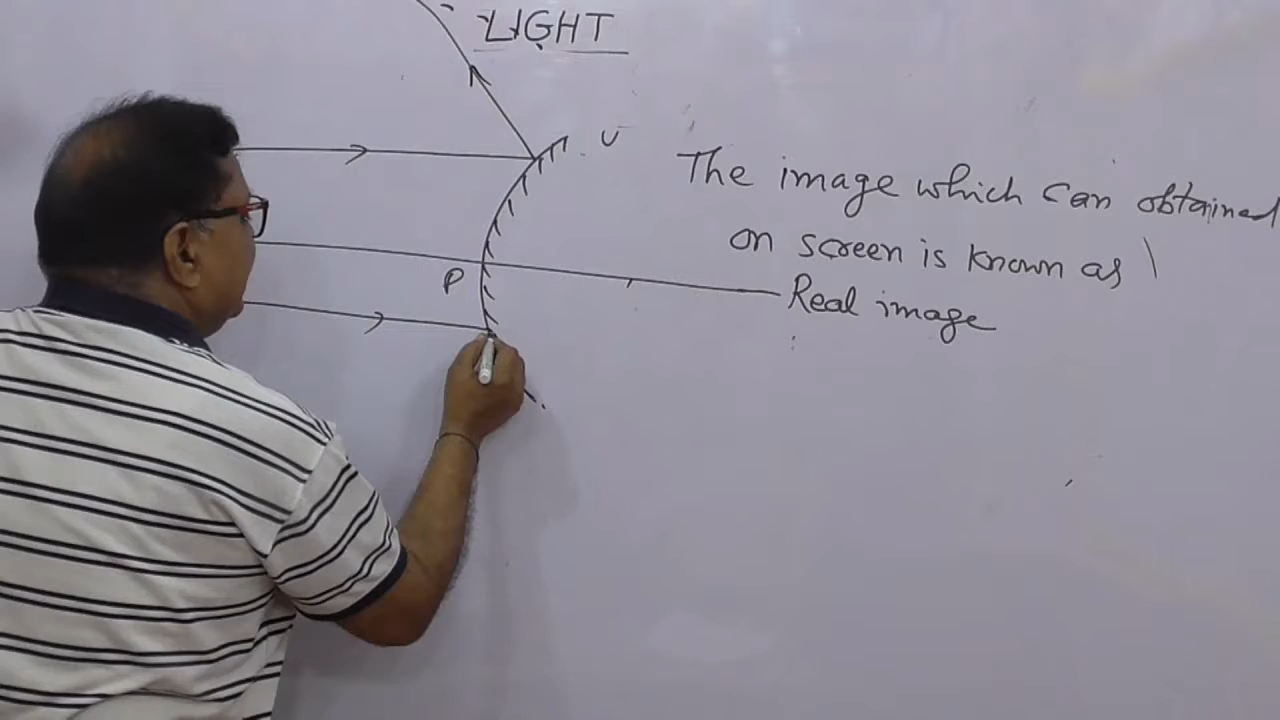 LIGHT
The image which can obtained
on screen is known as
Real image
P